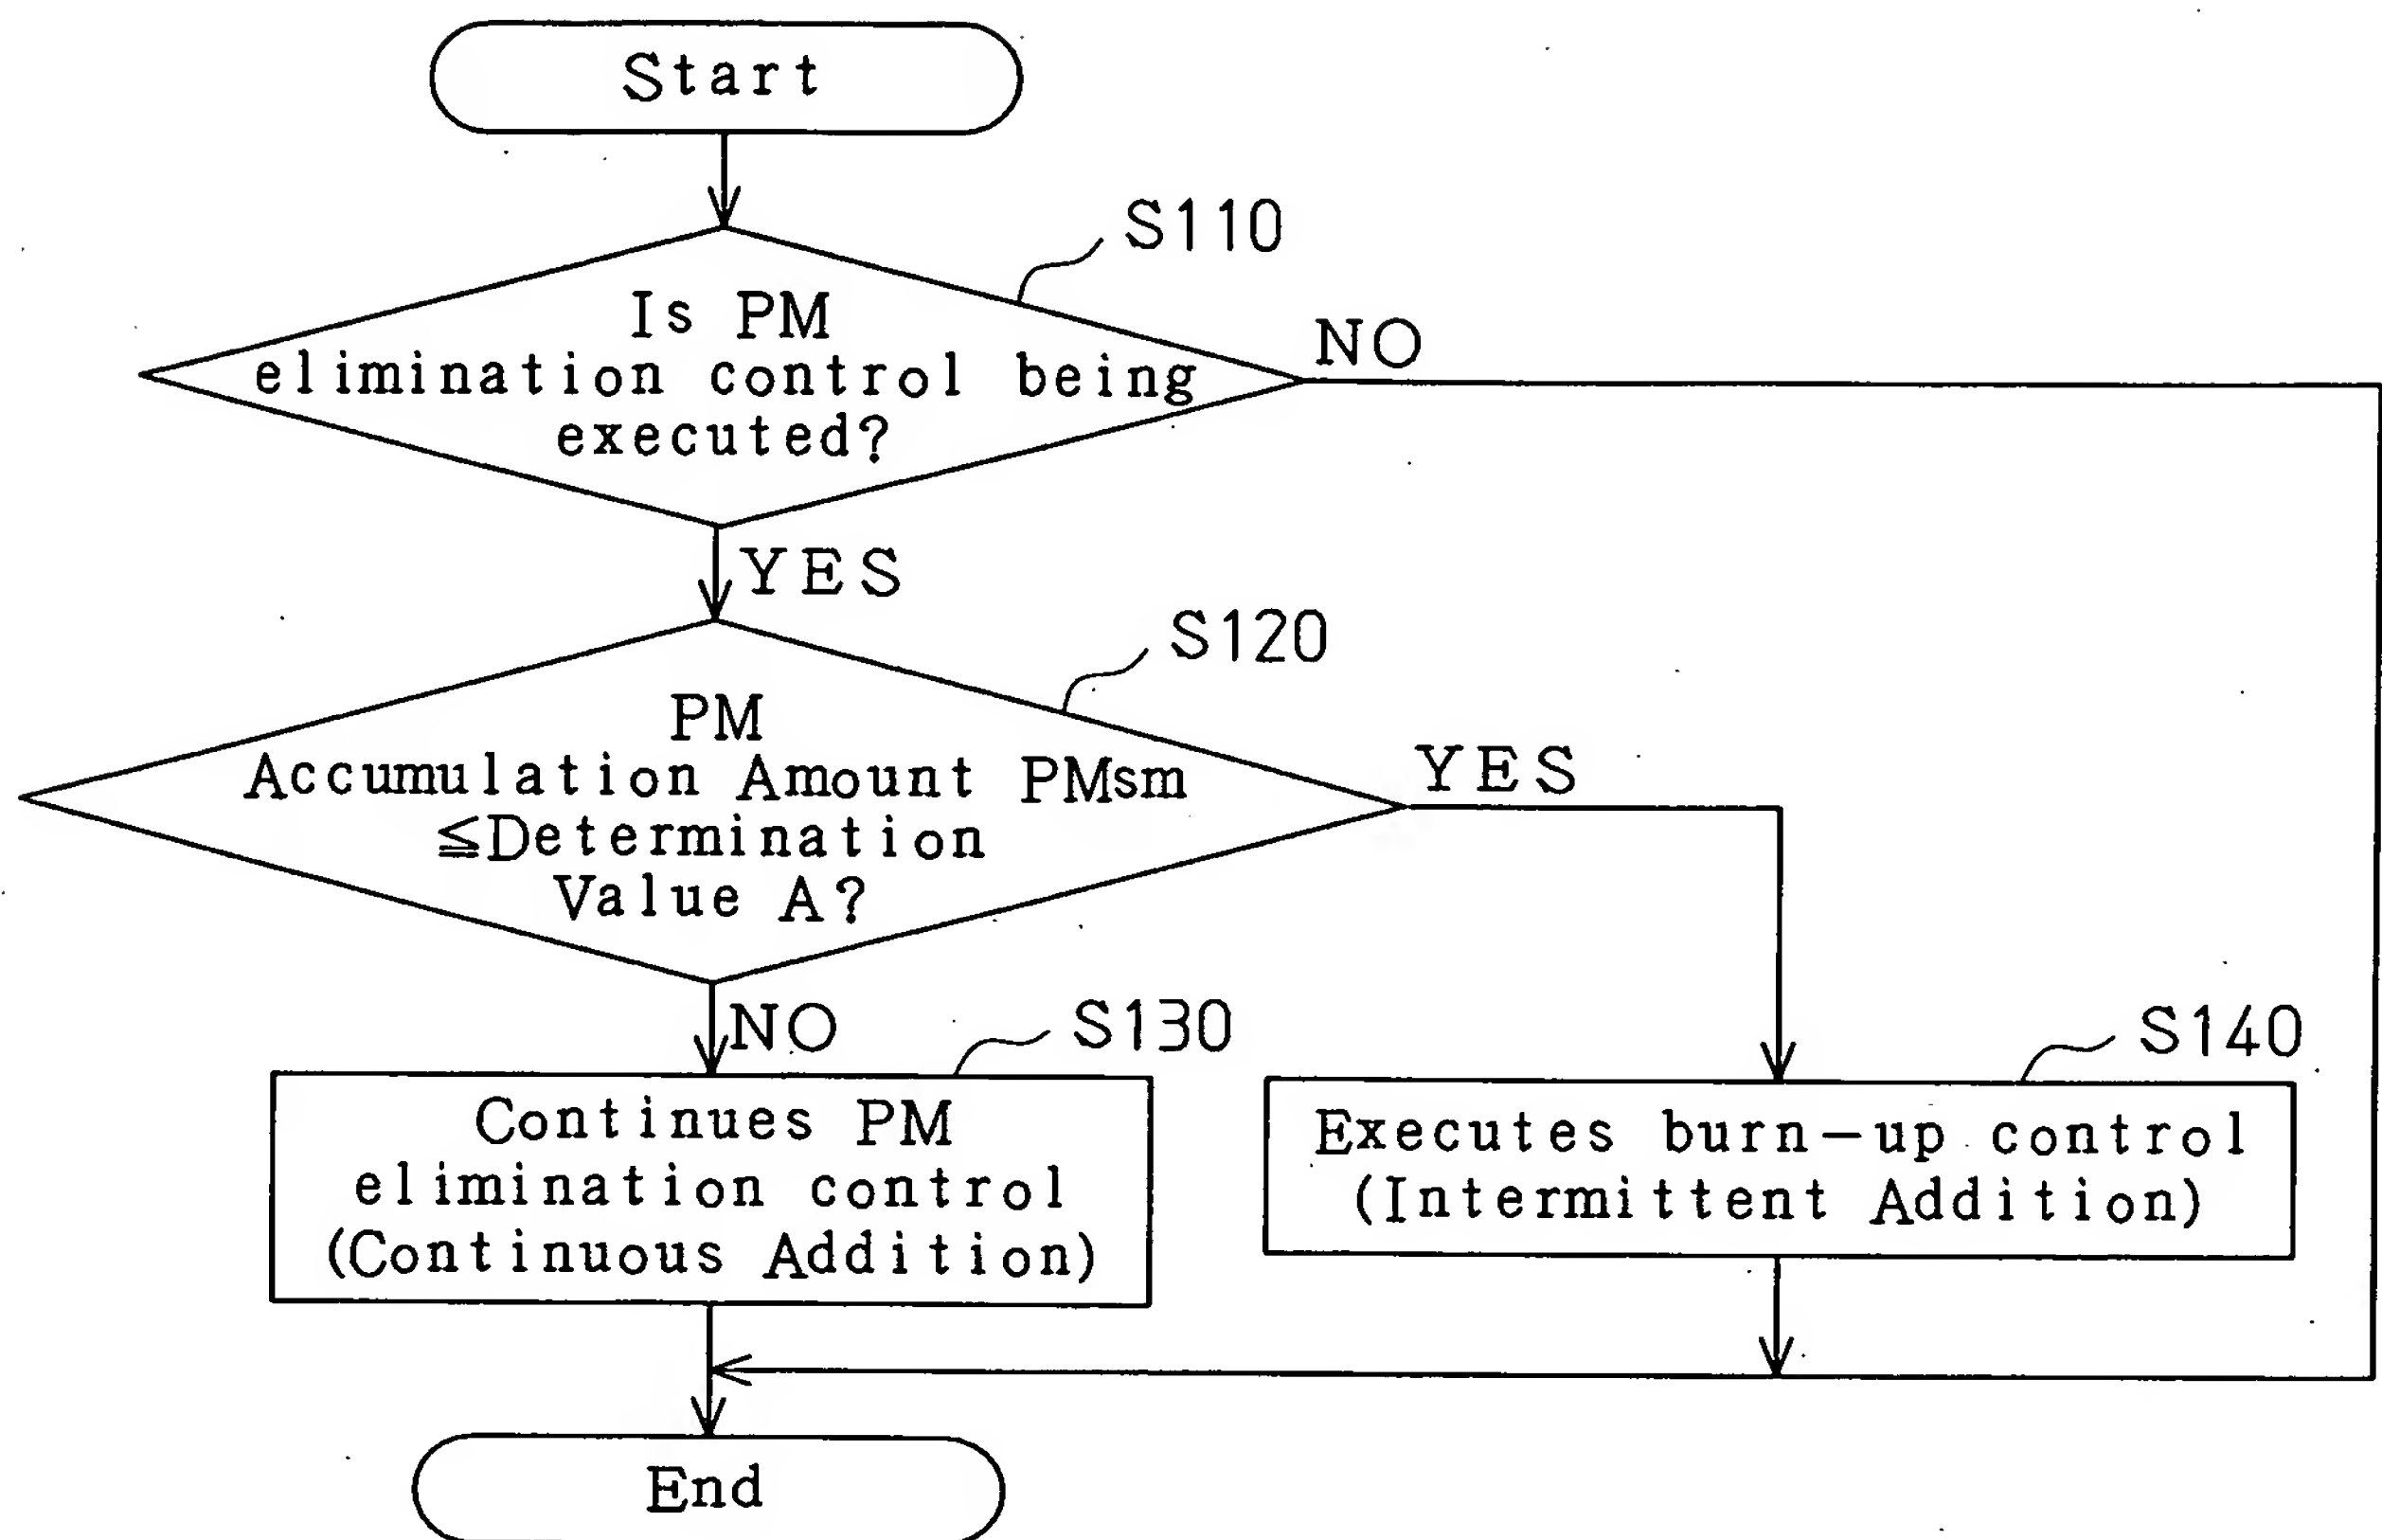 Start
S110
Is PM
elimination control being
executed?
NO
YES
S120
PM
Accumulation Amount PMsm
≦Determination
Value A?
YES
NO
S130
S140
Continues PM
elimination control
(Continuous Addition)
Executes burn-up control
(Intermittent Addition)
End